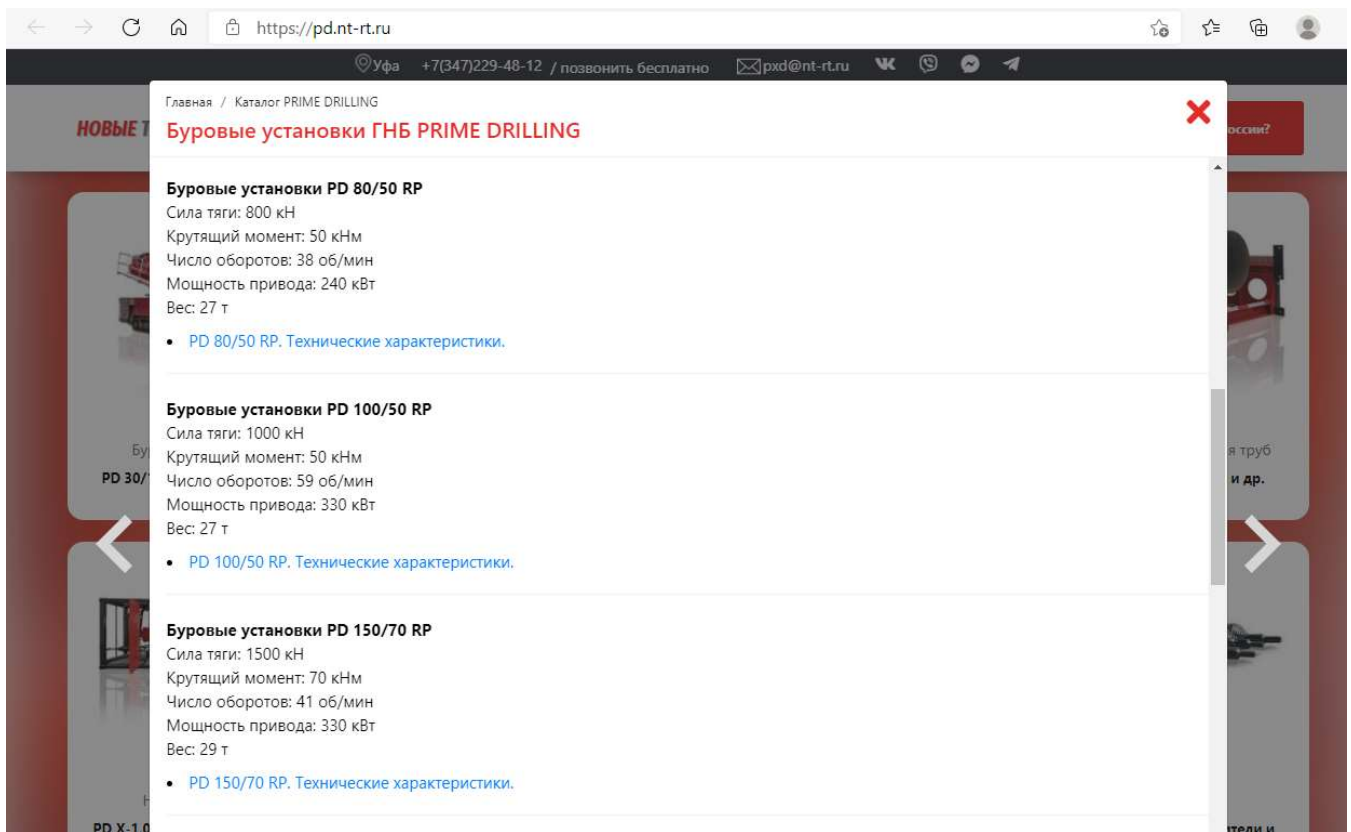 https://pd.nt-rt.ru
Уфа +7(347)229-48-12 / позвонить бесплатно pxd@nt-rt.ru
Главная / Каталог PRIME DRILLING
НОВЫЕ Т
Буровые установки ГНБ PRIME DRILLING
оссии?
Буровые установки PD 80/50 RP
Сила тяги: 800 кН
Крутящий момент: 50 кНм
Число оборотов: 38 об/мин
Мощность привода: 240 кВт
Вес: 27 т
• PD 80/50 RP. Технические характеристики.
Буровые установки PD 100/50 RP
Сила тяги: 1000 кН
Бу
Крутящий момент: 50 кНм
я труб
PD 30/
Число оборотов: 59 об/мин
и др.
Мощность привода: 330 кВт
Вес: 27 т
• PD 100/50 RP. Технические характеристики.
Буровые установки PD 150/70 RP
Сила тяги: 1500 кН
Крутящий момент: 70 кНм
Число оборотов: 41 об/мин
Мощность привода: 330 кВт
Вес: 29 т
• PD 150/70 RP. Технические характеристики.
PD X-1.0